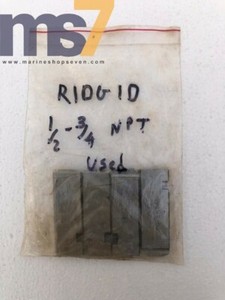 ms7
www.marineshopseven.com
RIDGID
1/2 - 3/4 NPT
Used